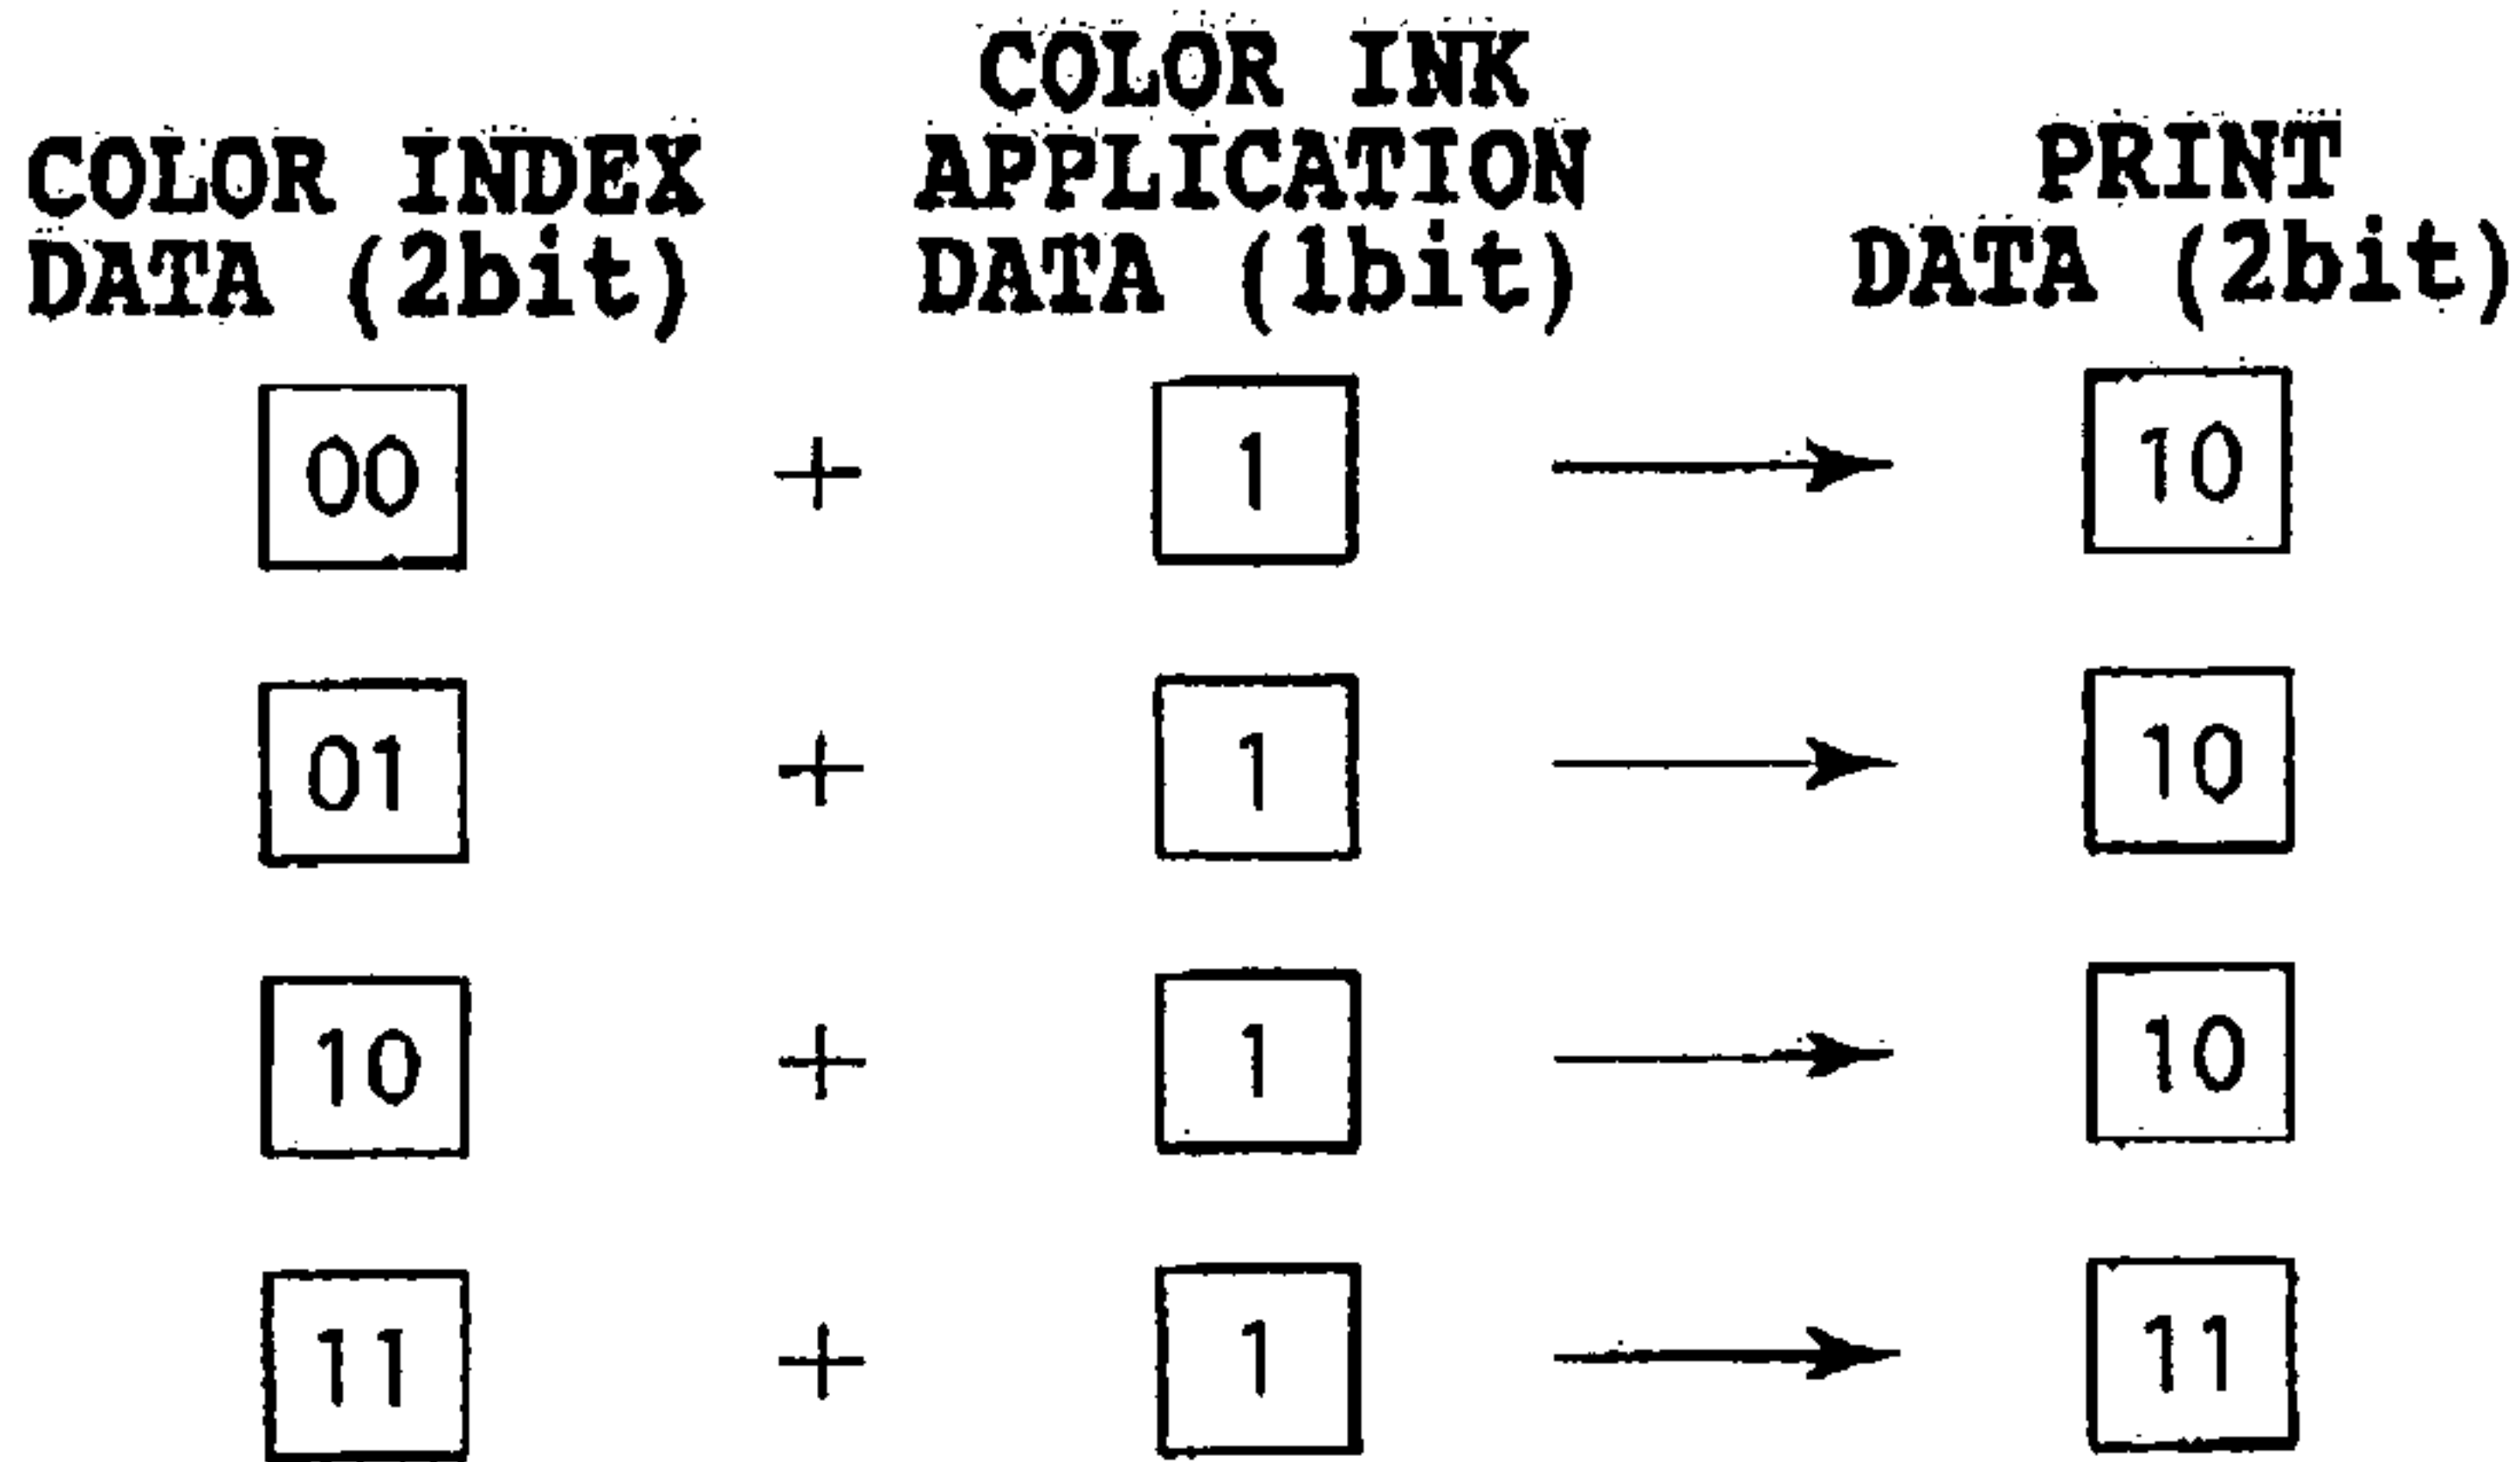 COLOR INDEX
DATA (2bit)
COLOR INK
APPLICATION
DATA (1bit)
PRINT
DATA (2bit)
00 + 1 10
01 + 1 10
10 + 1 10
11 + 1 11